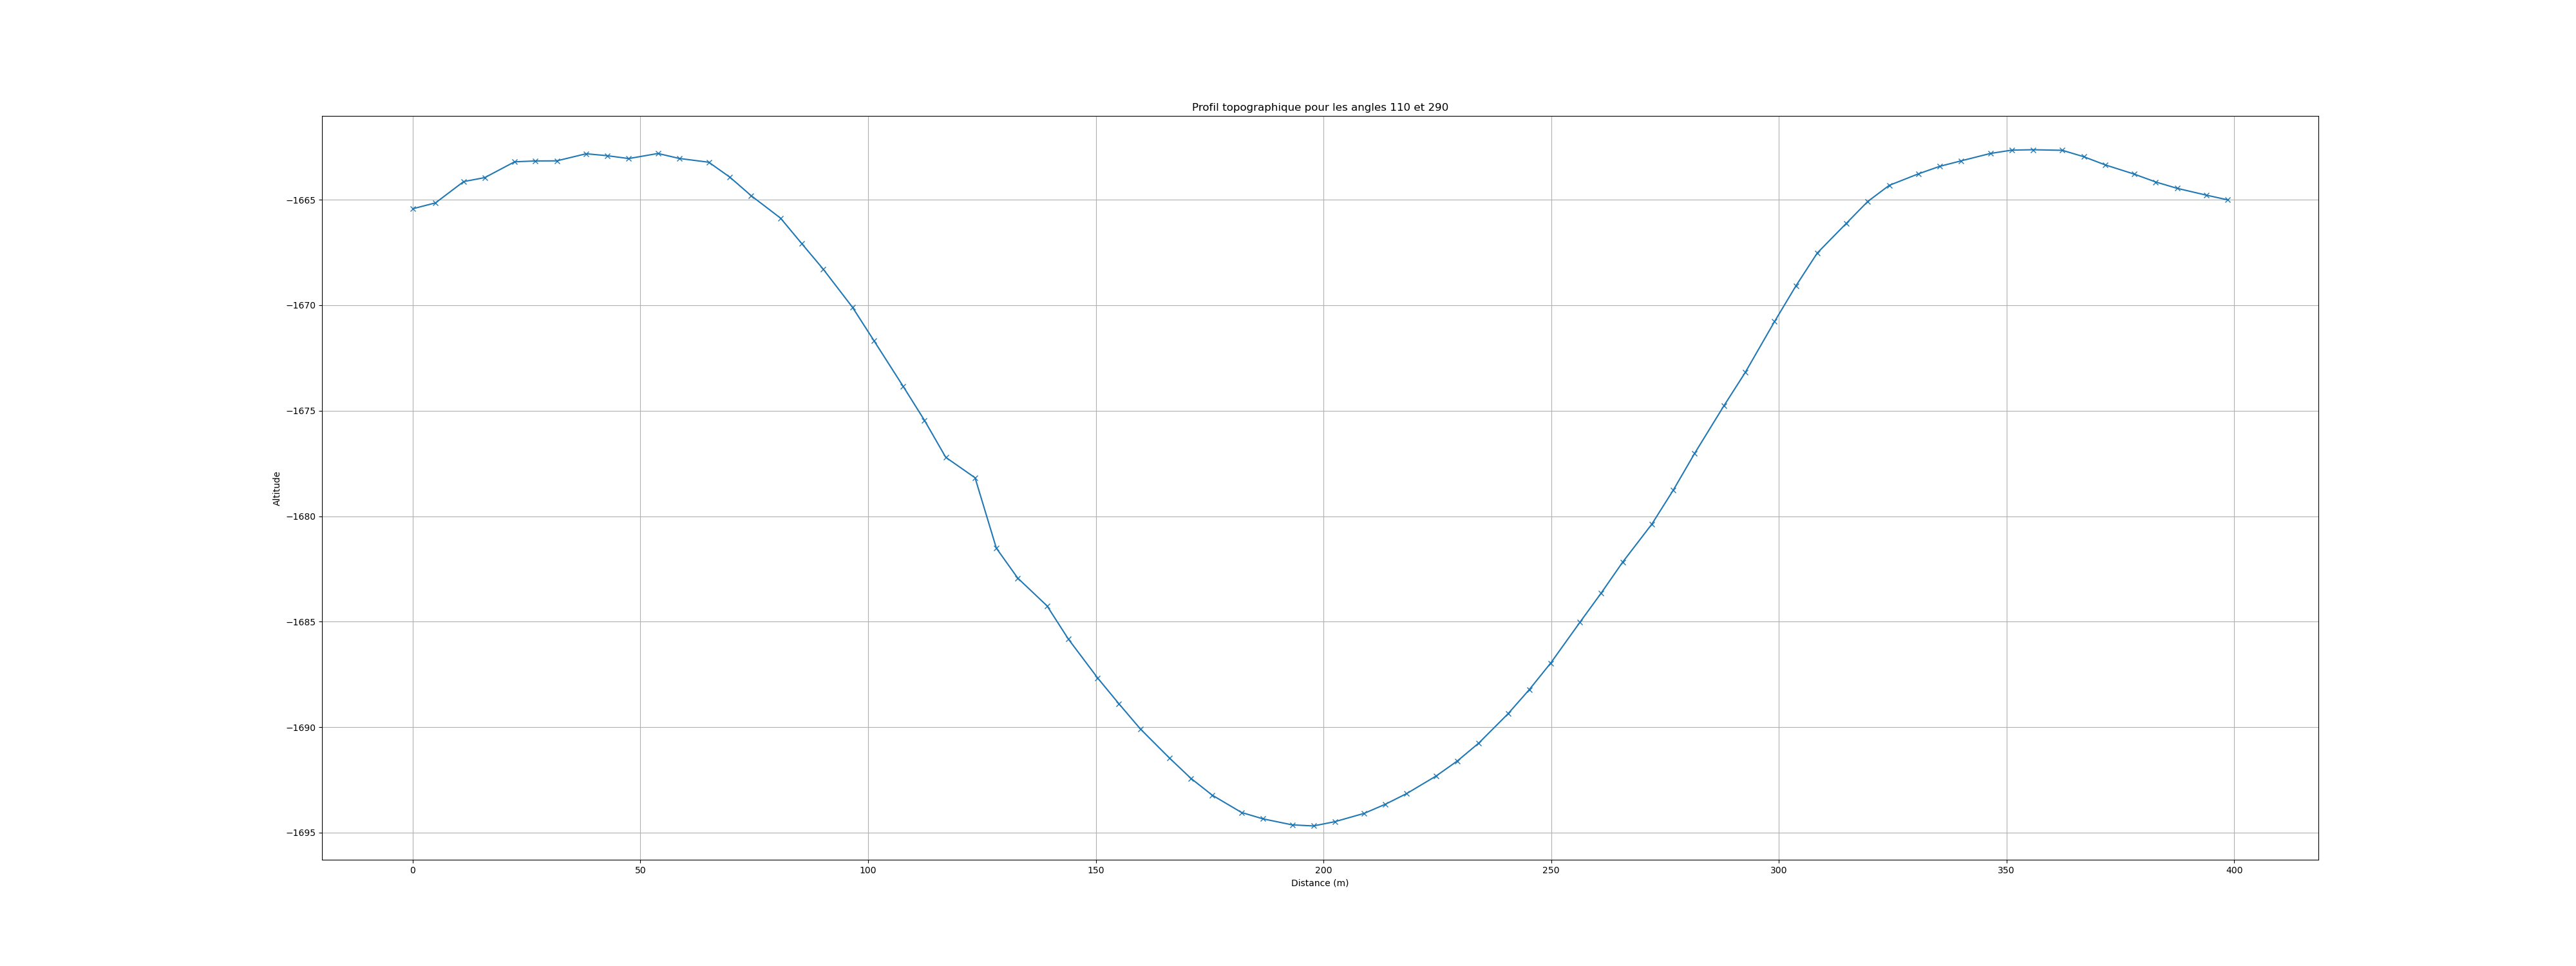 Profil topographique pour les angles 110 et 290
Altitude
−1665
−1670
−1675
−1680
−1685
−1690
−1695
0 50 100 150 200 250 300 350 400
Distance (m)